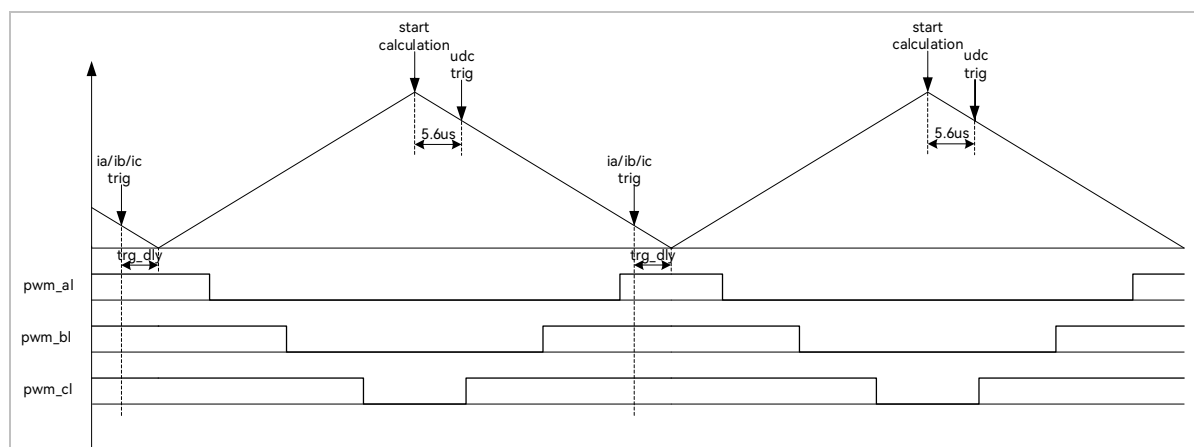 start
calculation
udc
trig
5.6us
ia/ib/ic
trig
trg_dly
start
calculation
udc
trig
5.6us
ia/ib/ic
trig
trg_dly
pwm_al
pwm_bl
pwm_cl